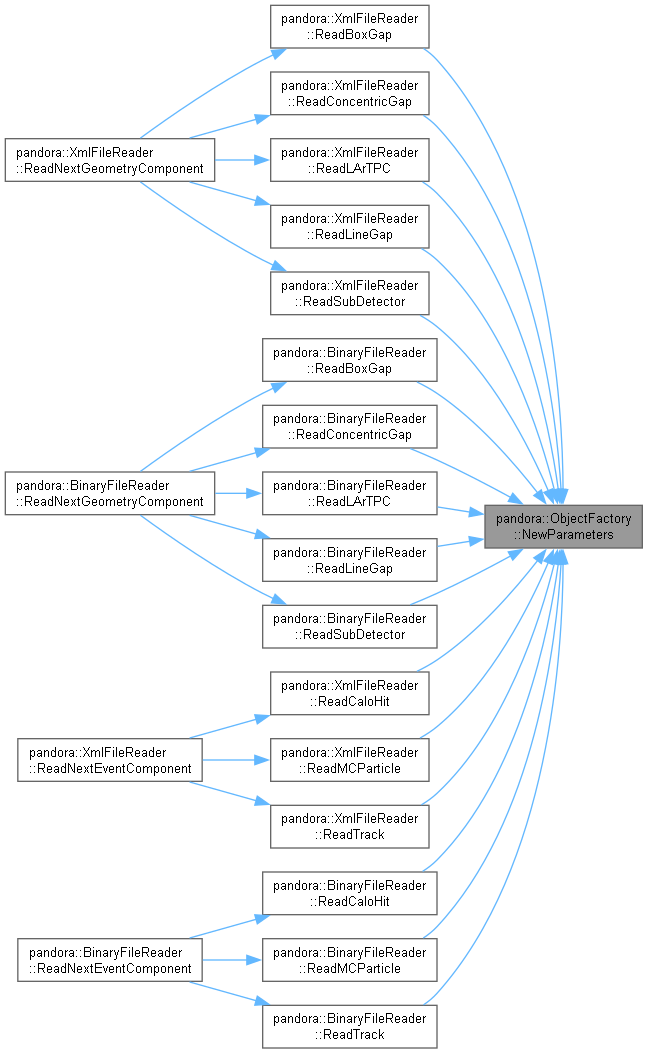 pandora::XmlFileReader
::ReadBoxGap
pandora::XmlFileReader
::ReadConcentricGap
pandora::XmlFileReader
::ReadNextGeometryComponent
pandora::XmlFileReader
::ReadLArTPC
pandora::XmlFileReader
::ReadLineGap
pandora::XmlFileReader
::ReadSubDetector
pandora::BinaryFileReader
::ReadBoxGap
pandora::BinaryFileReader
::ReadConcentricGap
pandora::BinaryFileReader
::ReadNextGeometryComponent
pandora::BinaryFileReader
::ReadLArTPC
pandora::ObjectFactory
::NewParameters
pandora::BinaryFileReader
::ReadLineGap
pandora::BinaryFileReader
::ReadSubDetector
pandora::XmlFileReader
::ReadCaloHit
pandora::XmlFileReader
::ReadNextEventComponent
pandora::XmlFileReader
::ReadMCParticle
pandora::XmlFileReader
::ReadTrack
pandora::BinaryFileReader
::ReadCaloHit
pandora::BinaryFileReader
::ReadNextEventComponent
pandora::BinaryFileReader
::ReadMCParticle
pandora::BinaryFileReader
::ReadTrack